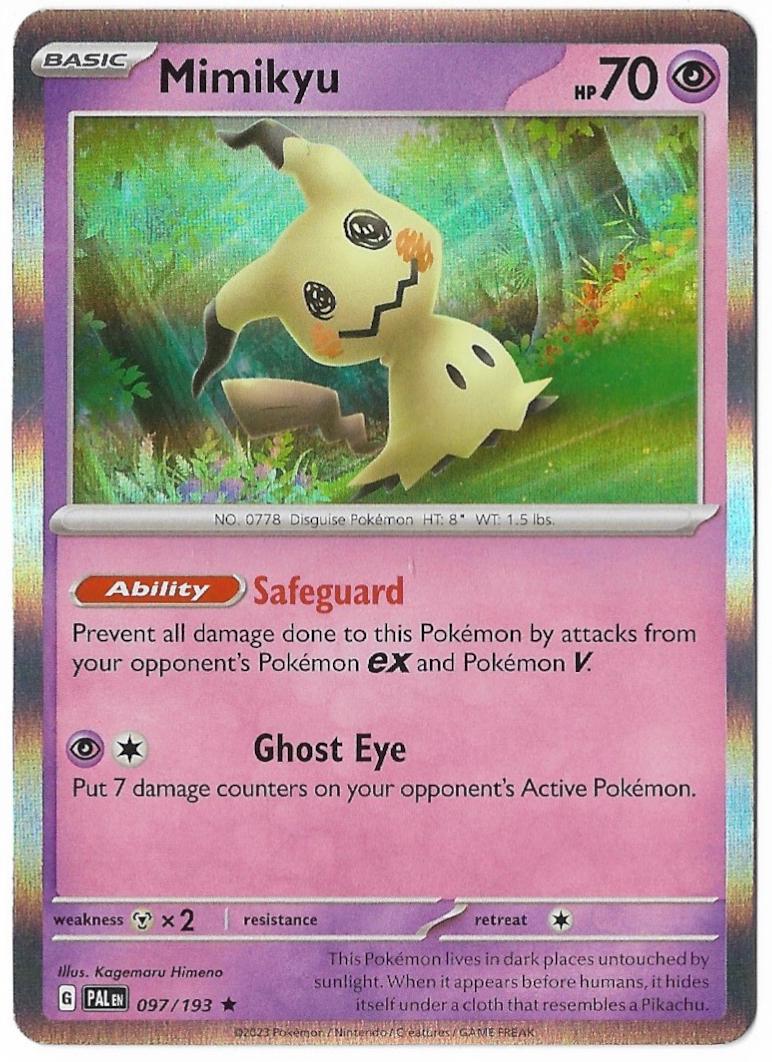 BASIC Mimikyu HP 70
NO. 0778 Disguise Pokémon HT: 8" WT: 1.5 lbs.
Ability Safeguard
Prevent all damage done to this Pokémon by attacks from
your opponent's Pokémon ex and Pokémon V.
Ghost Eye
Put 7 damage counters on your opponent's Active Pokémon.
weakness ×2 resistance retreat
Illus. Kagemaru Himeno
G PAL EN 097/193 ★
This Pokémon lives in dark places untouched by
sunlight. When it appears before humans, it hides
itself under a cloth that resembles a Pikachu.
©2023 Pokémon / Nintendo / Creatures / GAME FREAK